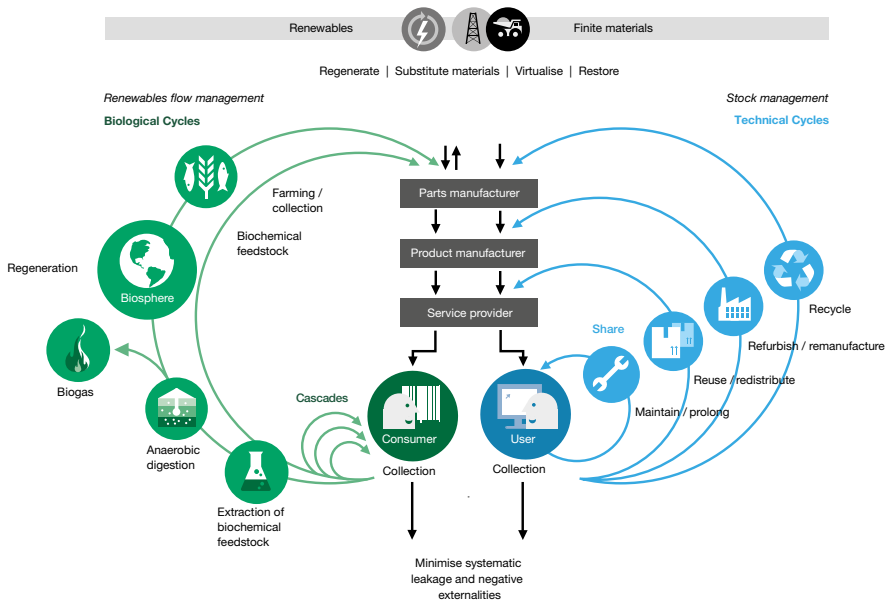 Renewables
Finite materials
Regenerate | Substitute materials | Virtualise | Restore
Renewables flow management
Stock management
Biological Cycles
Technical Cycles
Parts manufacturer
Farming /
collection
Biochemical
feedstock
Product manufacturer
Regeneration
Biosphere
Service provider
Recycle
Share
Refurbish / remanufacture
Reuse / redistribute
Biogas
Cascades
Maintain / prolong
Consumer
User
Anaerobic
digestion
Collection
Collection
Extraction of
biochemical
feedstock
Minimise systematic
leakage and negative
externalities